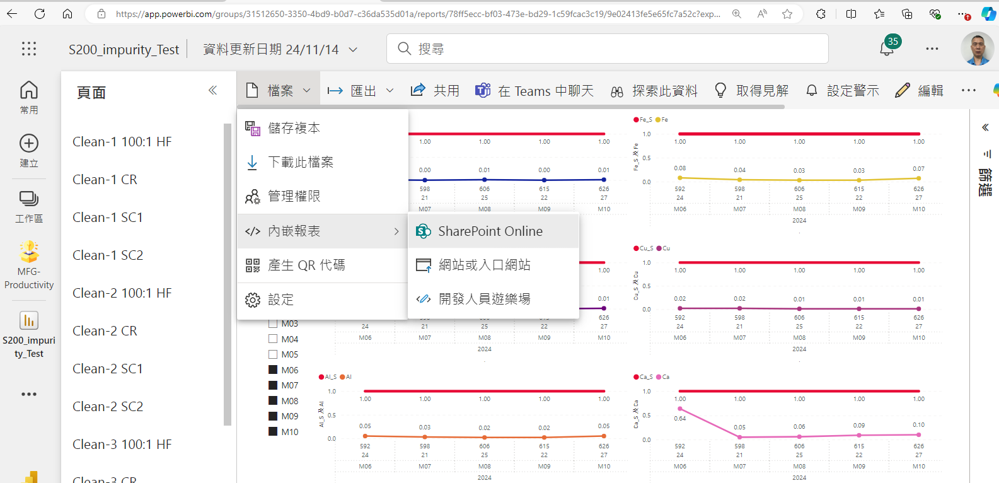 https://app.powerbi.com/groups/31512650-3350-4bd9-b0d7-c36da535d01a/reports/78ff5ecc-bf03-473e-bd29-1c59fcac3c19/9e02413fe5e65fc7a52c?exp...
S200_impurity_Test
資料更新日期 24/11/14
搜尋
35
常用
建立
工作區
MFG-
Productivity
S200_impuri
ty_Test
頁面
Clean-1 100:1 HF
Clean-1 CR
Clean-1 SC1
Clean-1 SC2
Clean-2 100:1 HF
Clean-2 CR
Clean-2 SC1
Clean-2 SC2
Clean-3 100:1 HF
Clean-3 CR
檔案
匯出
共用
在 Teams 中聊天
探索此資料
取得見解
設定警示
編輯
儲存複本
下載此檔案
管理權限
內嵌報表
產生 QR 代碼
設定
SharePoint Online
網站或入口網站
開發人員遊樂場
M03
M04
M05
M06
M07
M08
M09
M10
1.00 1.00 1.00 1.00
0.00 0.01 0.00 0.01
598 606 615 626
21 25 22 27
M07 M08 M09 M10
Fe_S Fe
Fe_S 及 Fe
1.0
0.5
0.0
1.00 1.00 1.00 1.00 1.00
0.08 0.04 0.03 0.03 0.07
592 598 606 615 626
24 21 25 22 27
M06 M07 M08 M09 M10
2024
1.00
0.01
626
24 21 25 22 27
M06 M07 M08 M09 M10
2024
Cu_S Cu
Cu_S 及 Cu
1.0
0.5
0.0
1.00 1.00 1.00 1.00 1.00
0.02 0.02 0.01 0.01 0.01
592 598 606 615 626
24 21 25 22 27
M06 M07 M08 M09 M10
2024
Al_S Al
Al_S 及 Al
1.0
0.5
0.0
1.00 1.00 1.00 1.00 1.00
0.05 0.03 0.02 0.02 0.05
592 598 606 615 626
24 21 25 22 27
M06 M07 M08 M09 M10
2024
Ca_S Ca
Ca_S 及 Ca
1.0
0.5
0.0
1.00 1.00 1.00 1.00 1.00
0.64 0.05 0.06 0.09 0.10
592 598 606 615 626
24 21 25 22 27
M06 M07 M08 M09 M10
2024
篩選